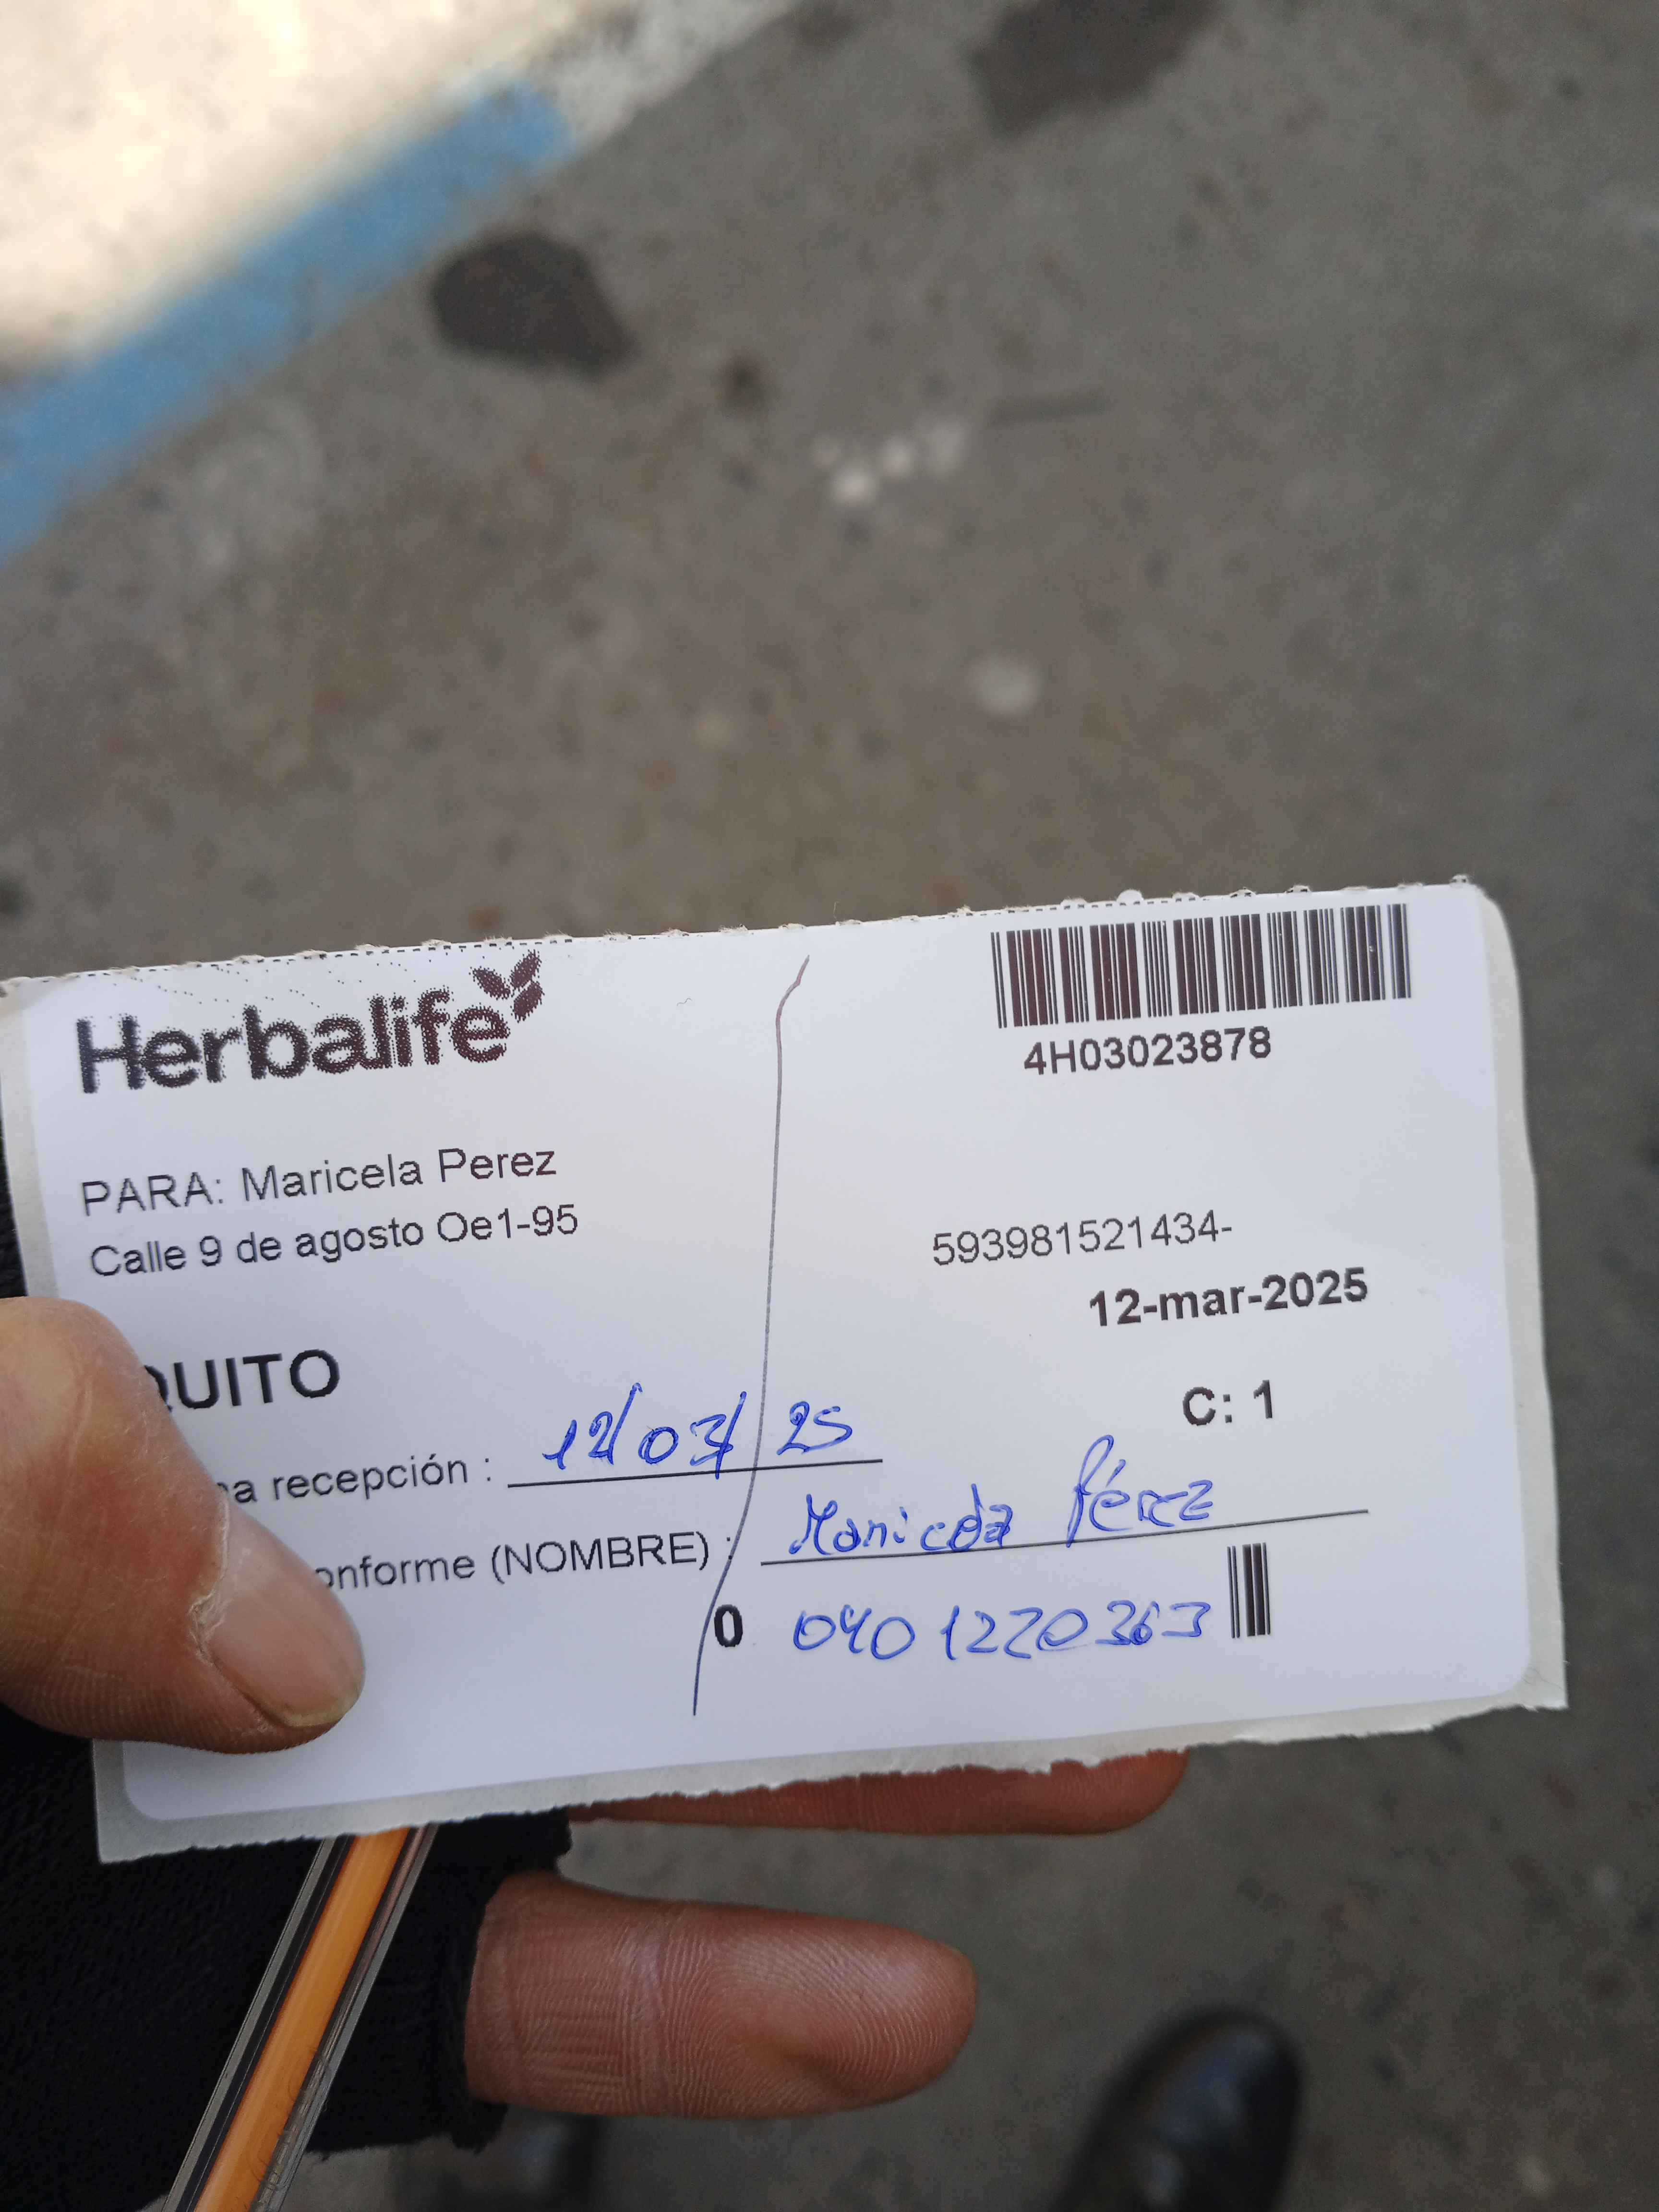 Herbalife
4H03023878
PARA: Maricela Perez
Calle 9 de agosto Oe1-95
593981521434-
12-mar-2025
QUITO
C: 1
recepción : 12/03/25
onforme (NOMBRE) : Maricela Pérez
0 0401220363